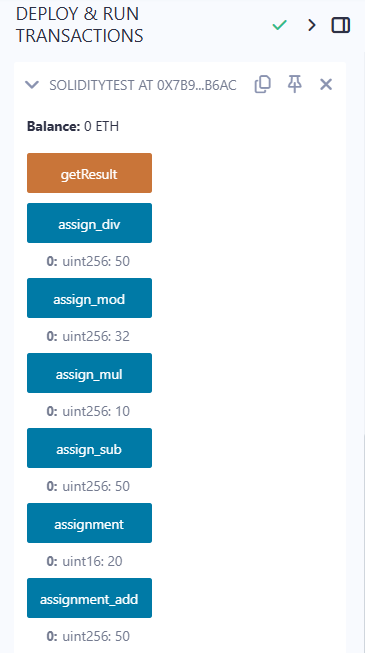 DEPLOY & RUN
TRANSACTIONS
SOLIDITYTEST AT 0X7B9...B6AC
Balance: 0 ETH
getResult
assign_div
0: uint256: 50
assign_mod
0: uint256: 32
assign_mul
0: uint256: 10
assign_sub
0: uint256: 50
assignment
0: uint16: 20
assignment_add
0: uint256: 50